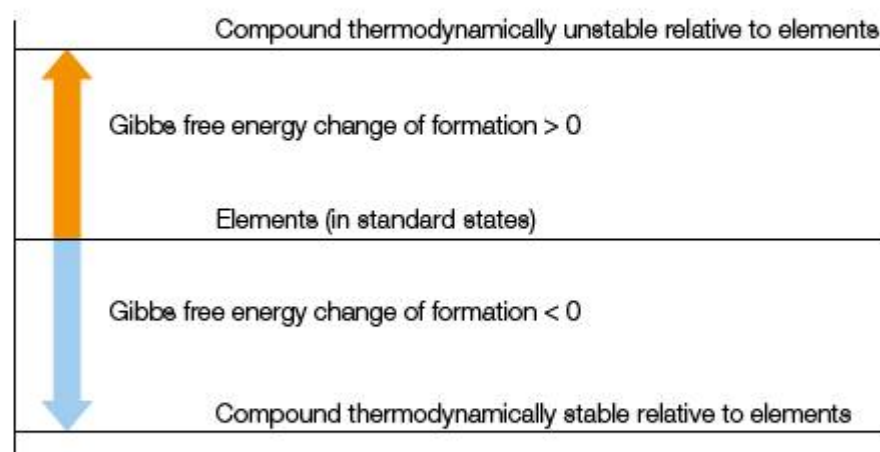 Compound thermodynamically unstable relative to elements
Gibbs free energy change of formation > 0
Elements (in standard states)
Gibbs free energy change of formation < 0
Compound thermodynamically stable relative to elements